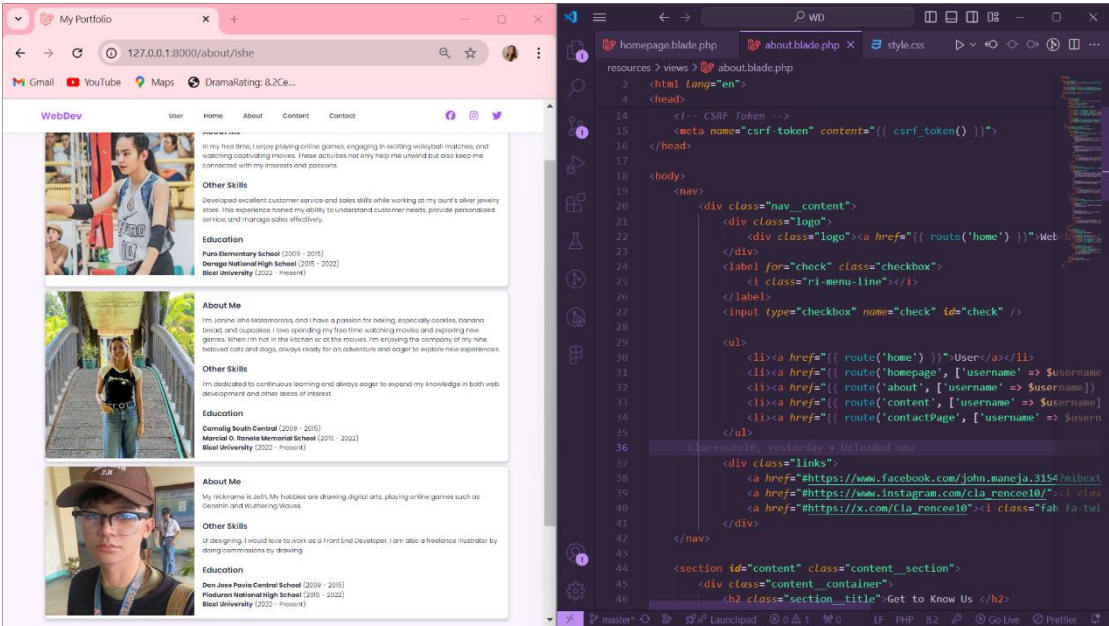 My Portfolio
127.0.0.1:8000/about/Ishe
Gmail YouTube Maps DramaRating: 8.2Ce...
WebDev User Home About Content Contact
About Me
In my free time, I enjoy playing online games, engaging in exciting volleyball matches, and
watching captivating movies. These activities not only help me unwind but also keep me
connected with my interests and passions.
Other Skills
Developed excellent customer service and sales skills while working at my aunt's silver jewelry
store. This experience honed my ability to understand customer needs, provide personalized
service, and manage sales effectively.
Education
Puro Elementary School (2009 - 2015)
Daraga National High School (2015 - 2022)
Bicol University (2022 - Present)
About Me
I'm Janine Ishe Matamorosa, and I have a passion for baking, especially cookies, banana
bread, and cupcakes. I love spending my free time watching movies and exploring new
genres. When I'm not in the kitchen or at the movies, I'm enjoying the company of my nine
beloved cats and dogs, always ready for an adventure and eager to explore new experiences.
Other Skills
I'm dedicated to continuous learning and always eager to expand my knowledge in both web
development and other areas of interest.
Education
Camalig South Central (2009 - 2015)
Marcial O. Ranola Memorial School (2015 - 2022)
Bicol University (2022 - Present)
About Me
My nickname is Jeth, My hobbies are drawing digital arts, playing online games such as
Genshin and Wuthering Waves.
Other Skills
UI designing. I would love to work as a Front End Developer. I am also a freelance illustrator by
doing commissions by drawing.
Education
Don Jose Pavia Central School (2009 - 2015)
Pioduran National High School (2015 - 2022)
Bicol University (2022 - Present)
WD
homepage.blade.php about.blade.php style.css
resources > views > about.blade.php
2 <html lang="en">
4 <head>
14 <!-- CSRF Token -->
15 <meta name="csrf-token" content="{{ csrf_token() }}">
16 </head>
17
18 <body>
19 <nav>
20 <div class="nav__content">
21 <div class="logo">
22 <div class="logo"><a href="{{ route('home') }}">Web
23 </div>
24 <label for="check" class="checkbox">
25 <i class="ri-menu-line"></i>
26 </label>
27 <input type="checkbox" name="check" id="check" />
28
29 <ul>
30 <li><a href="{{ route('home') }}">User</a></li>
31 <li><a href="{{ route('homepage', ['username' => $username
32 <li><a href="{{ route('about', ['username' => $username])
33 <li><a href="{{ route('content', ['username' => $username]
34 <li><a href="{{ route('contactPage', ['username' => $usern
35 </ul>
36 Clarencee10, yesterday • Uploaded env
37 <div class="links">
38 <a href="#https://www.facebook.com/john.maneja.3154?mibext
39 <a href="#https://www.instagram.com/cla_rencee10/"><i clas
40 <a href="#https://x.com/Cla_rencee10"><i class="fab fa-twi
41 </div>
42 </nav>
43
44 <section id="content" class="content__section">
45 <div class="content__container">
46 <h2 class="section__title">Get to Know Us </h2>
master* Launchpad 0 1 0 LF PHP 8.2 Go Live Prettier